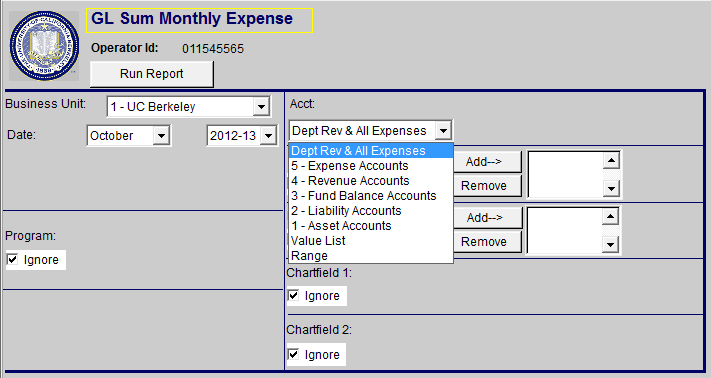 GL Sum Monthly Expense
Operator Id: 011545565
Run Report
Business Unit: 1 - UC Berkeley
Date: October 2012-13
Program:
Ignore
Acct:
Dept Rev & All Expenses
Dept Rev & All Expenses
5 - Expense Accounts
4 - Revenue Accounts
3 - Fund Balance Accounts
2 - Liability Accounts
1 - Asset Accounts
Value List
Range
Add-->
Remove
Add-->
Remove
Chartfield 1:
Ignore
Chartfield 2:
Ignore